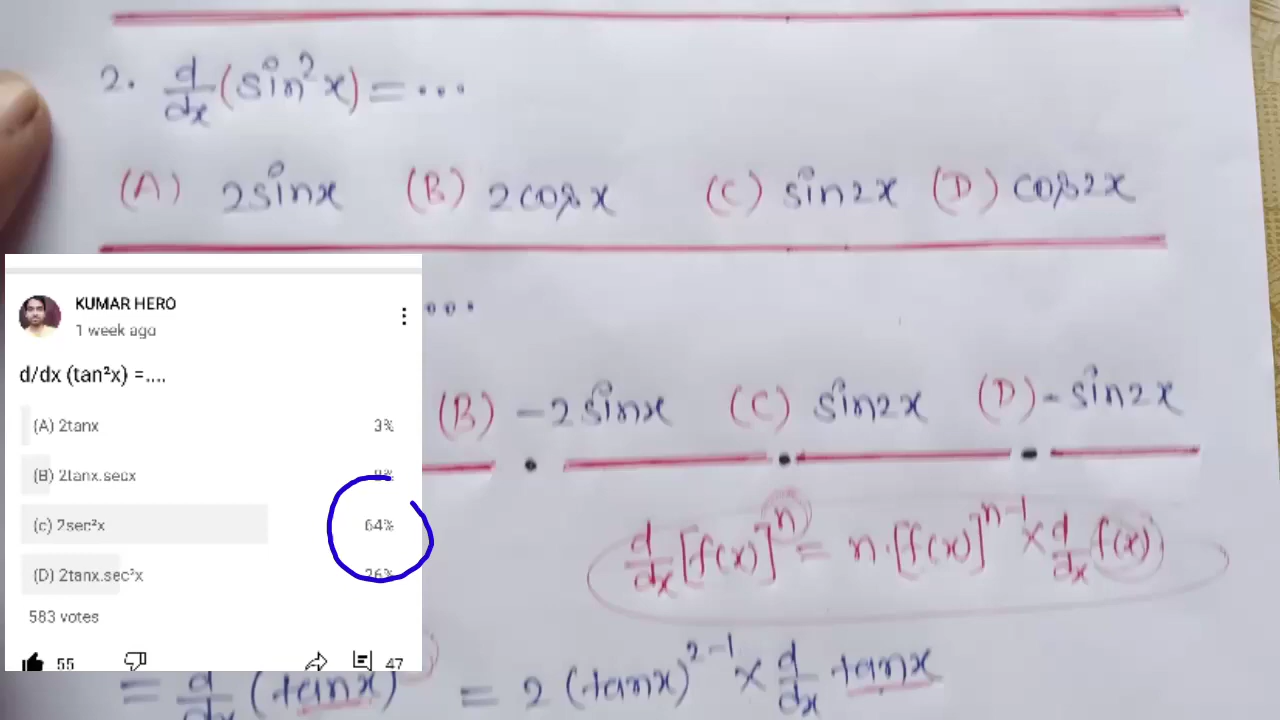 2. d/dx (sin²x) = ...
(A) 2sinx (B) 2cosx (C) sin2x (D) cos2x
...
(B) -2sinx (C) sin2x (D) -sin2x
KUMAR HERO
1 week ago
d/dx (tan²x) =....
(A) 2tanx 3%
(B) 2tanx.secx
(c) 2sec²x 64%
(D) 2tanx.sec²x 26%
583 votes
55 47
d/dx [f(x)]ⁿ = n·[f(x)]ⁿ⁻¹ × d/dx f(x)
= d/dx (tanx) = 2(tanx)²⁻¹ × d/dx tanx